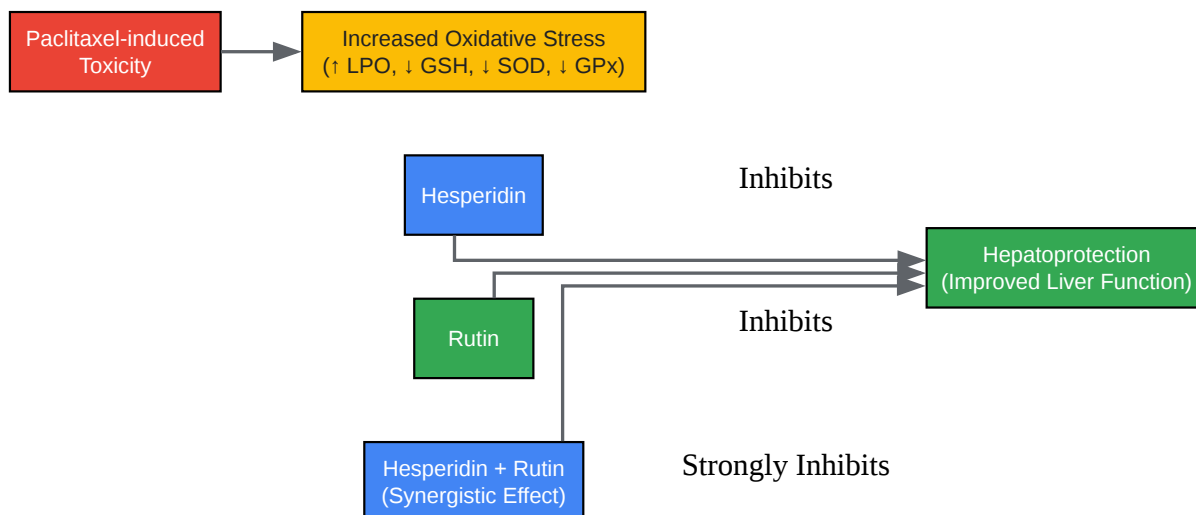 Paclitaxel-induced
Toxicity
Increased Oxidative Stress
(↑ LPO, ↓ GSH, ↓ SOD, ↓ GPx)
Hesperidin
Inhibits
Hepatoprotection
(Improved Liver Function)
Rutin
Inhibits
Hesperidin + Rutin
(Synergistic Effect)
Strongly Inhibits